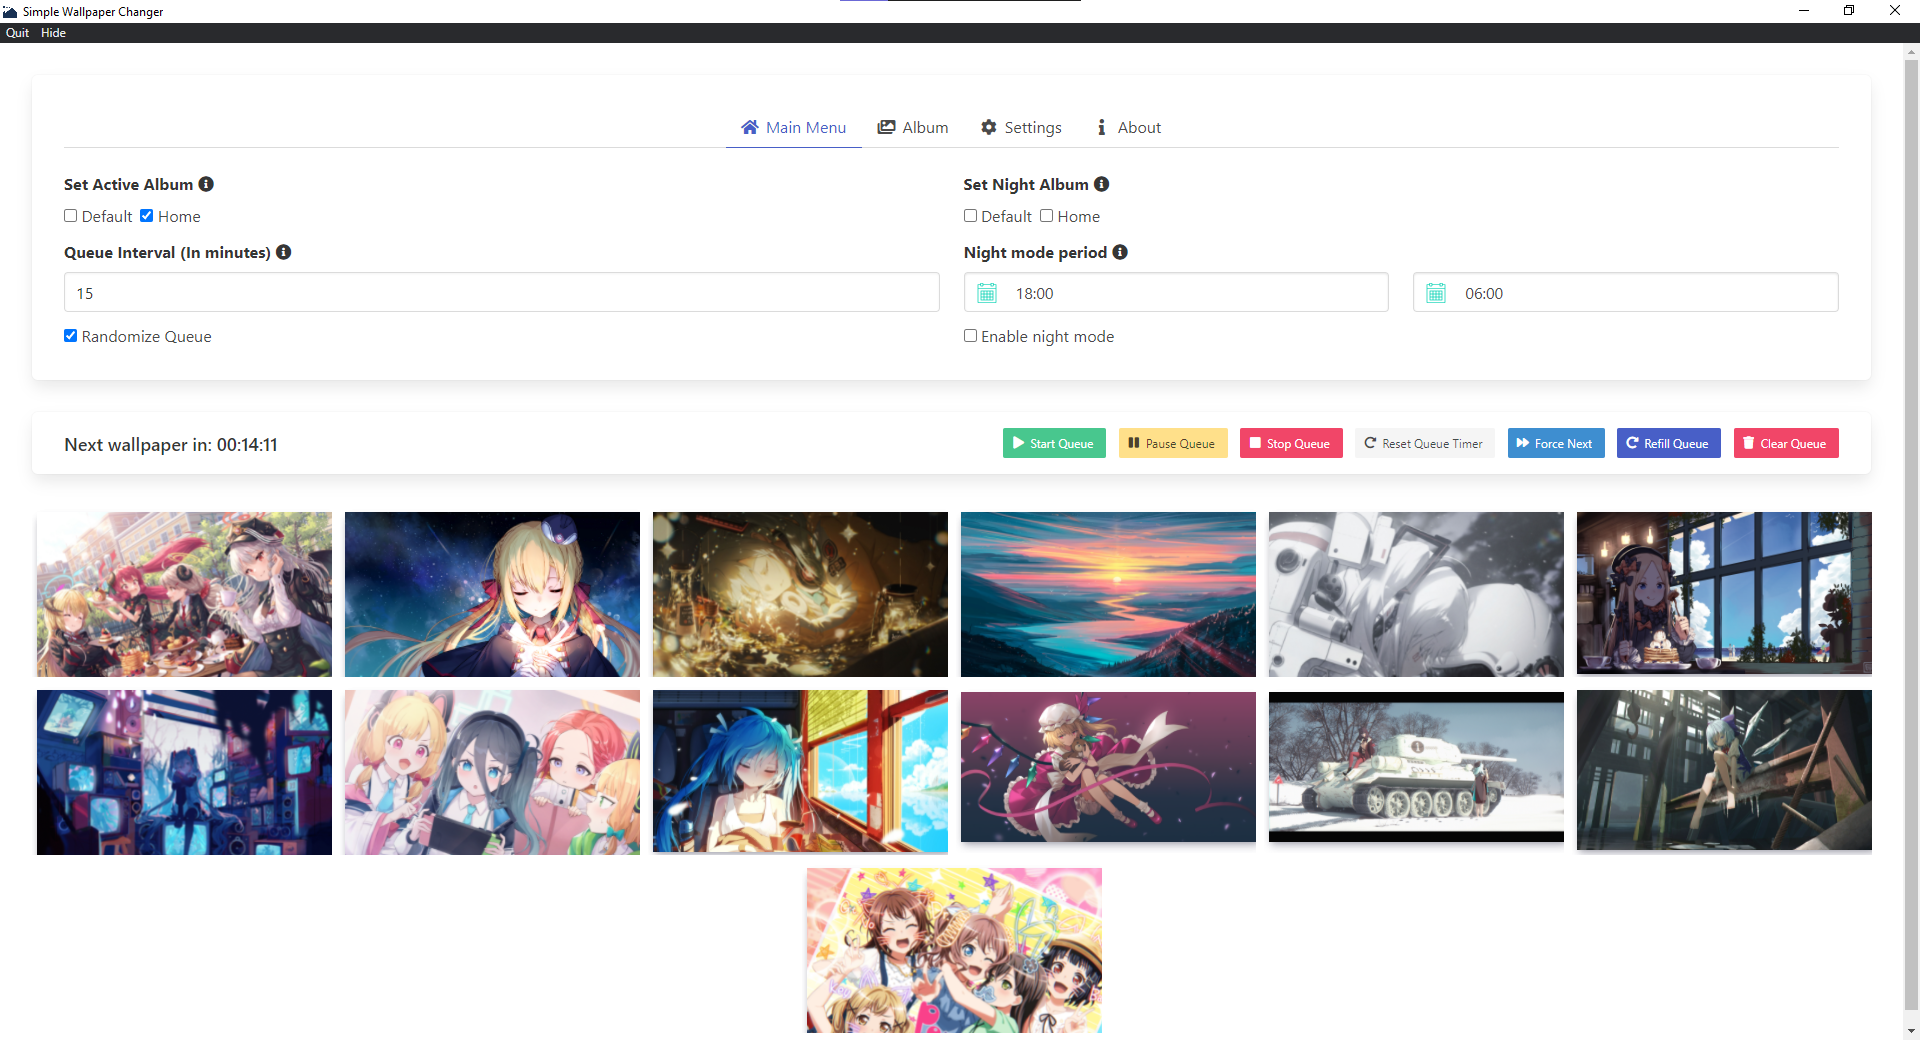 Simple Wallpaper Changer
Quit Hide
Main Menu Album Settings About
Set Active Album
Default Home
Queue Interval (In minutes)
15
Randomize Queue
Set Night Album
Default Home
Night mode period
18:00 06:00
Enable night mode
Next wallpaper in: 00:14:11
Start Queue Pause Queue Stop Queue Reset Queue Timer Force Next Refill Queue Clear Queue